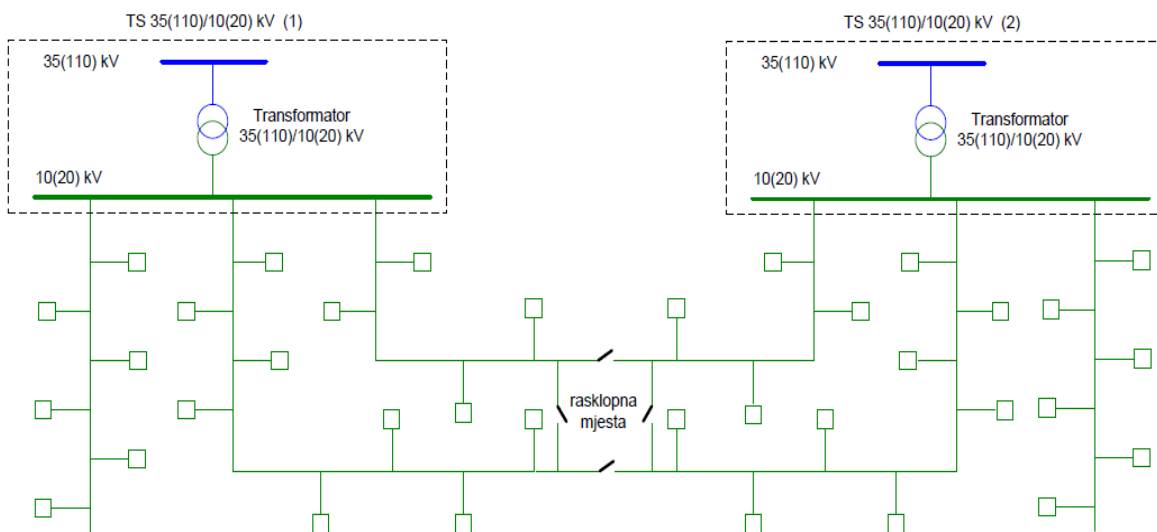 TS 35(110)/10(20) kV (1)
35(110) kV
Transformator
35(110)/10(20) kV
10(20) kV
TS 35(110)/10(20) kV (2)
35(110) kV
Transformator
35(110)/10(20) kV
10(20) kV
rasklopna
mjesta